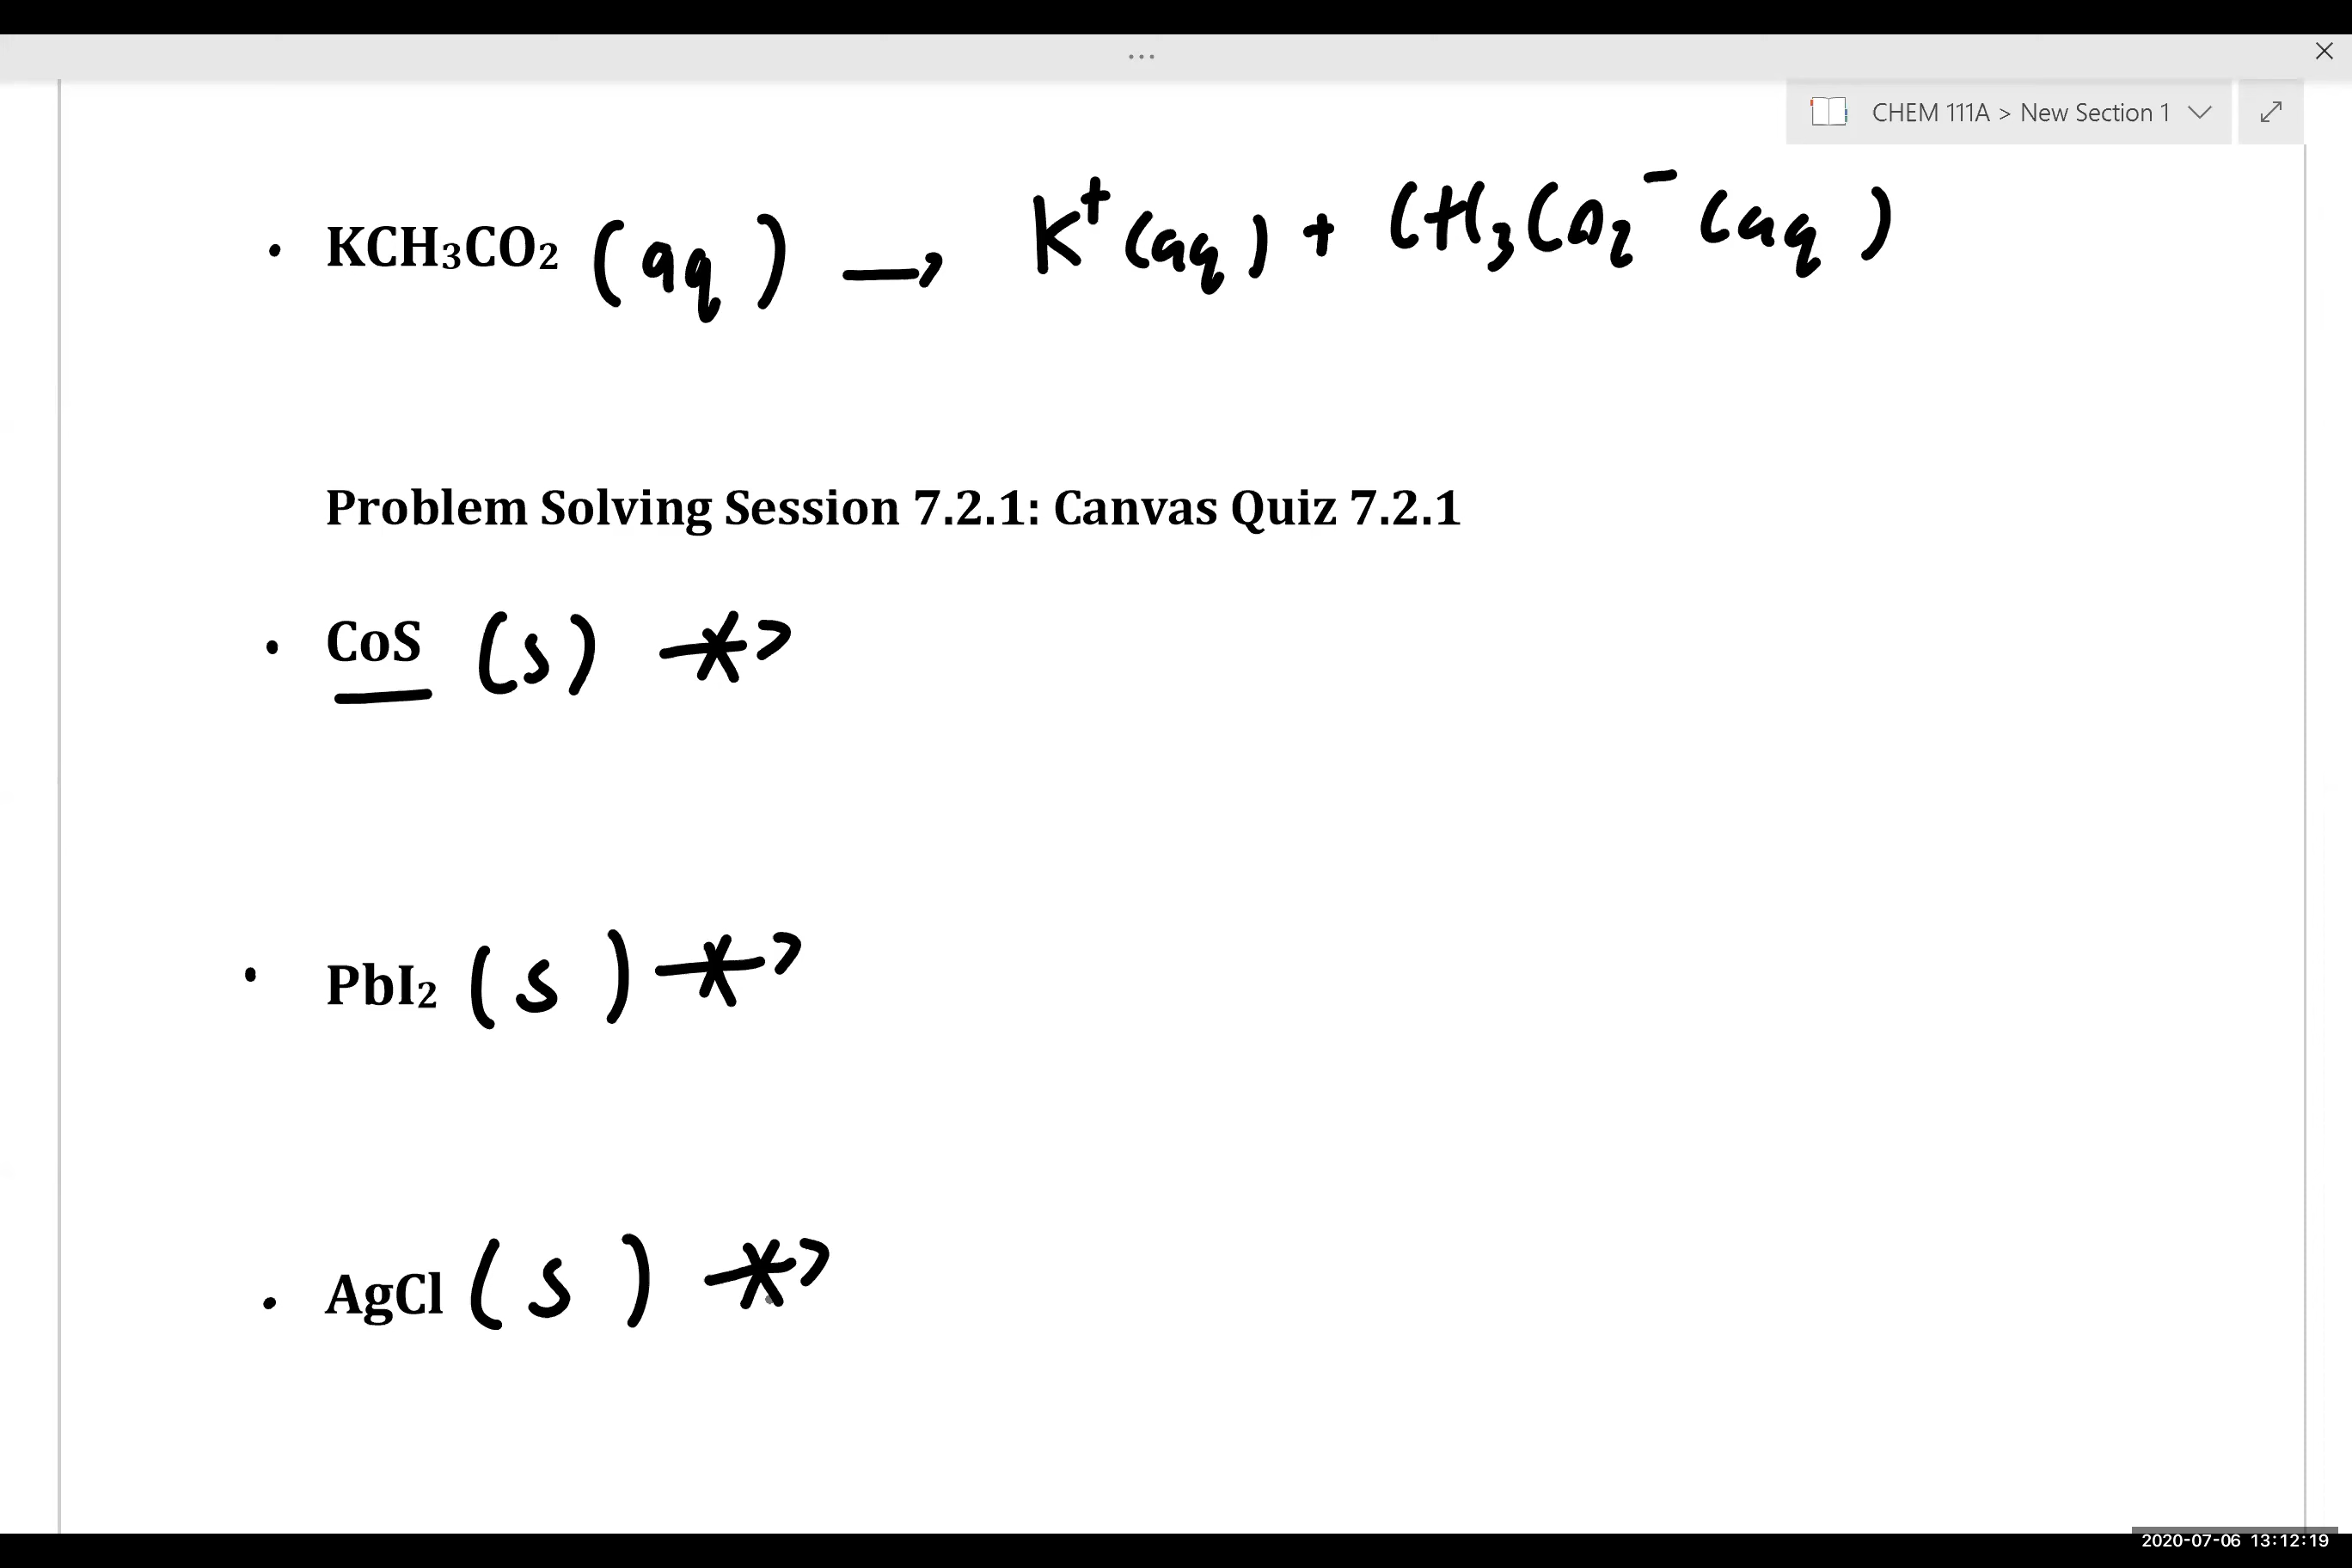 ...
CHEM 111A > New Section 1
• KCH₃CO₂ (aq) → K⁺(aq) + CH₃CO₂⁻(aq)
Problem Solving Session 7.2.1: Canvas Quiz 7.2.1
• CoS (s)
• PbI₂ (s)
• AgCl (s)
2020-07-06 13:12:19